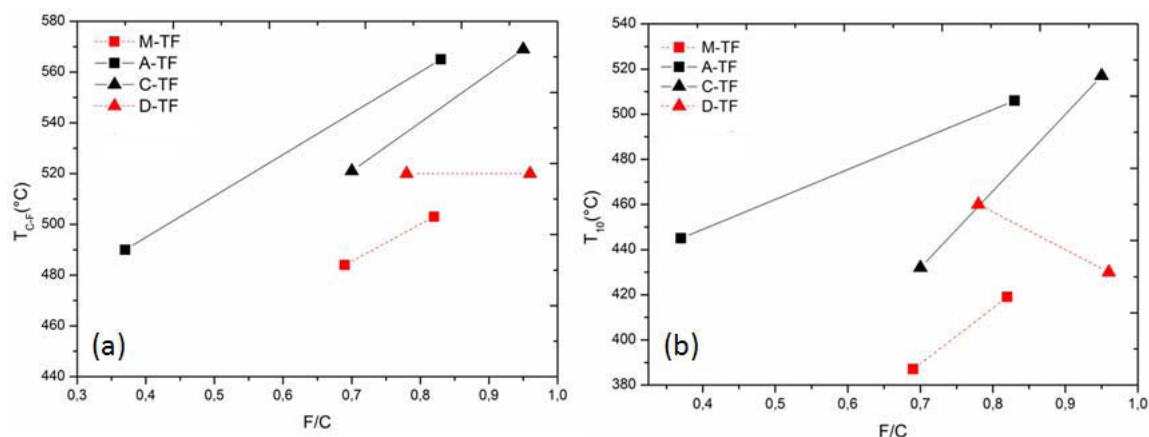 580
560
540
520
500
480
460
440
T_C-F(°C)
M-TF
A-TF
C-TF
D-TF
(a)
0,3 0,4 0,5 0,6 0,7 0,8 0,9 1,0
F/C
540
520
500
480
460
440
420
400
380
T_10(°C)
M-TF
A-TF
C-TF
D-TF
(b)
0,4 0,5 0,6 0,7 0,8 0,9 1,0
F/C